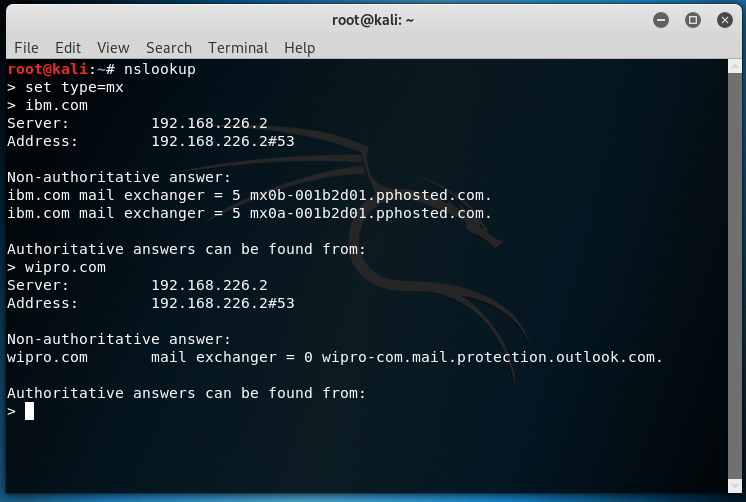 root@kali: ~
File Edit View Search Terminal Help
root@kali:~# nslookup
> set type=mx
> ibm.com
Server:         192.168.226.2
Address:        192.168.226.2#53
Non-authoritative answer:
ibm.com mail exchanger = 5 mx0b-001b2d01.pphosted.com.
ibm.com mail exchanger = 5 mx0a-001b2d01.pphosted.com.
Authoritative answers can be found from:
> wipro.com
Server:         192.168.226.2
Address:        192.168.226.2#53
Non-authoritative answer:
wipro.com       mail exchanger = 0 wipro-com.mail.protection.outlook.com.
Authoritative answers can be found from:
>